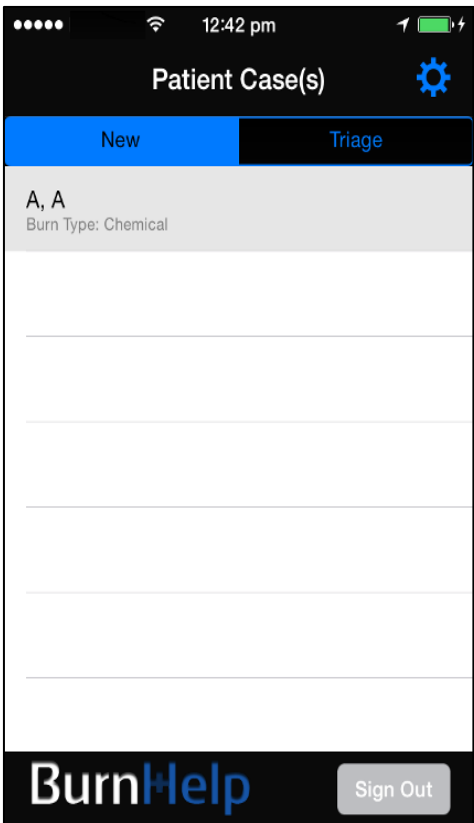 12:42 pm
Patient Case(s)
New Triage
A, A
Burn Type: Chemical
BurnHelp Sign Out